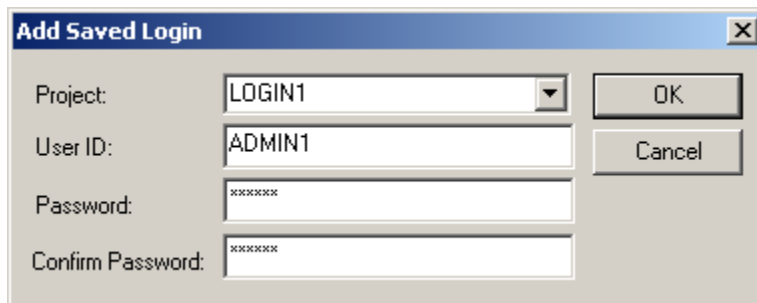 Add Saved Login
Project: LOGIN1 OK
User ID: ADMIN1 Cancel
Password: ******
Confirm Password: ******